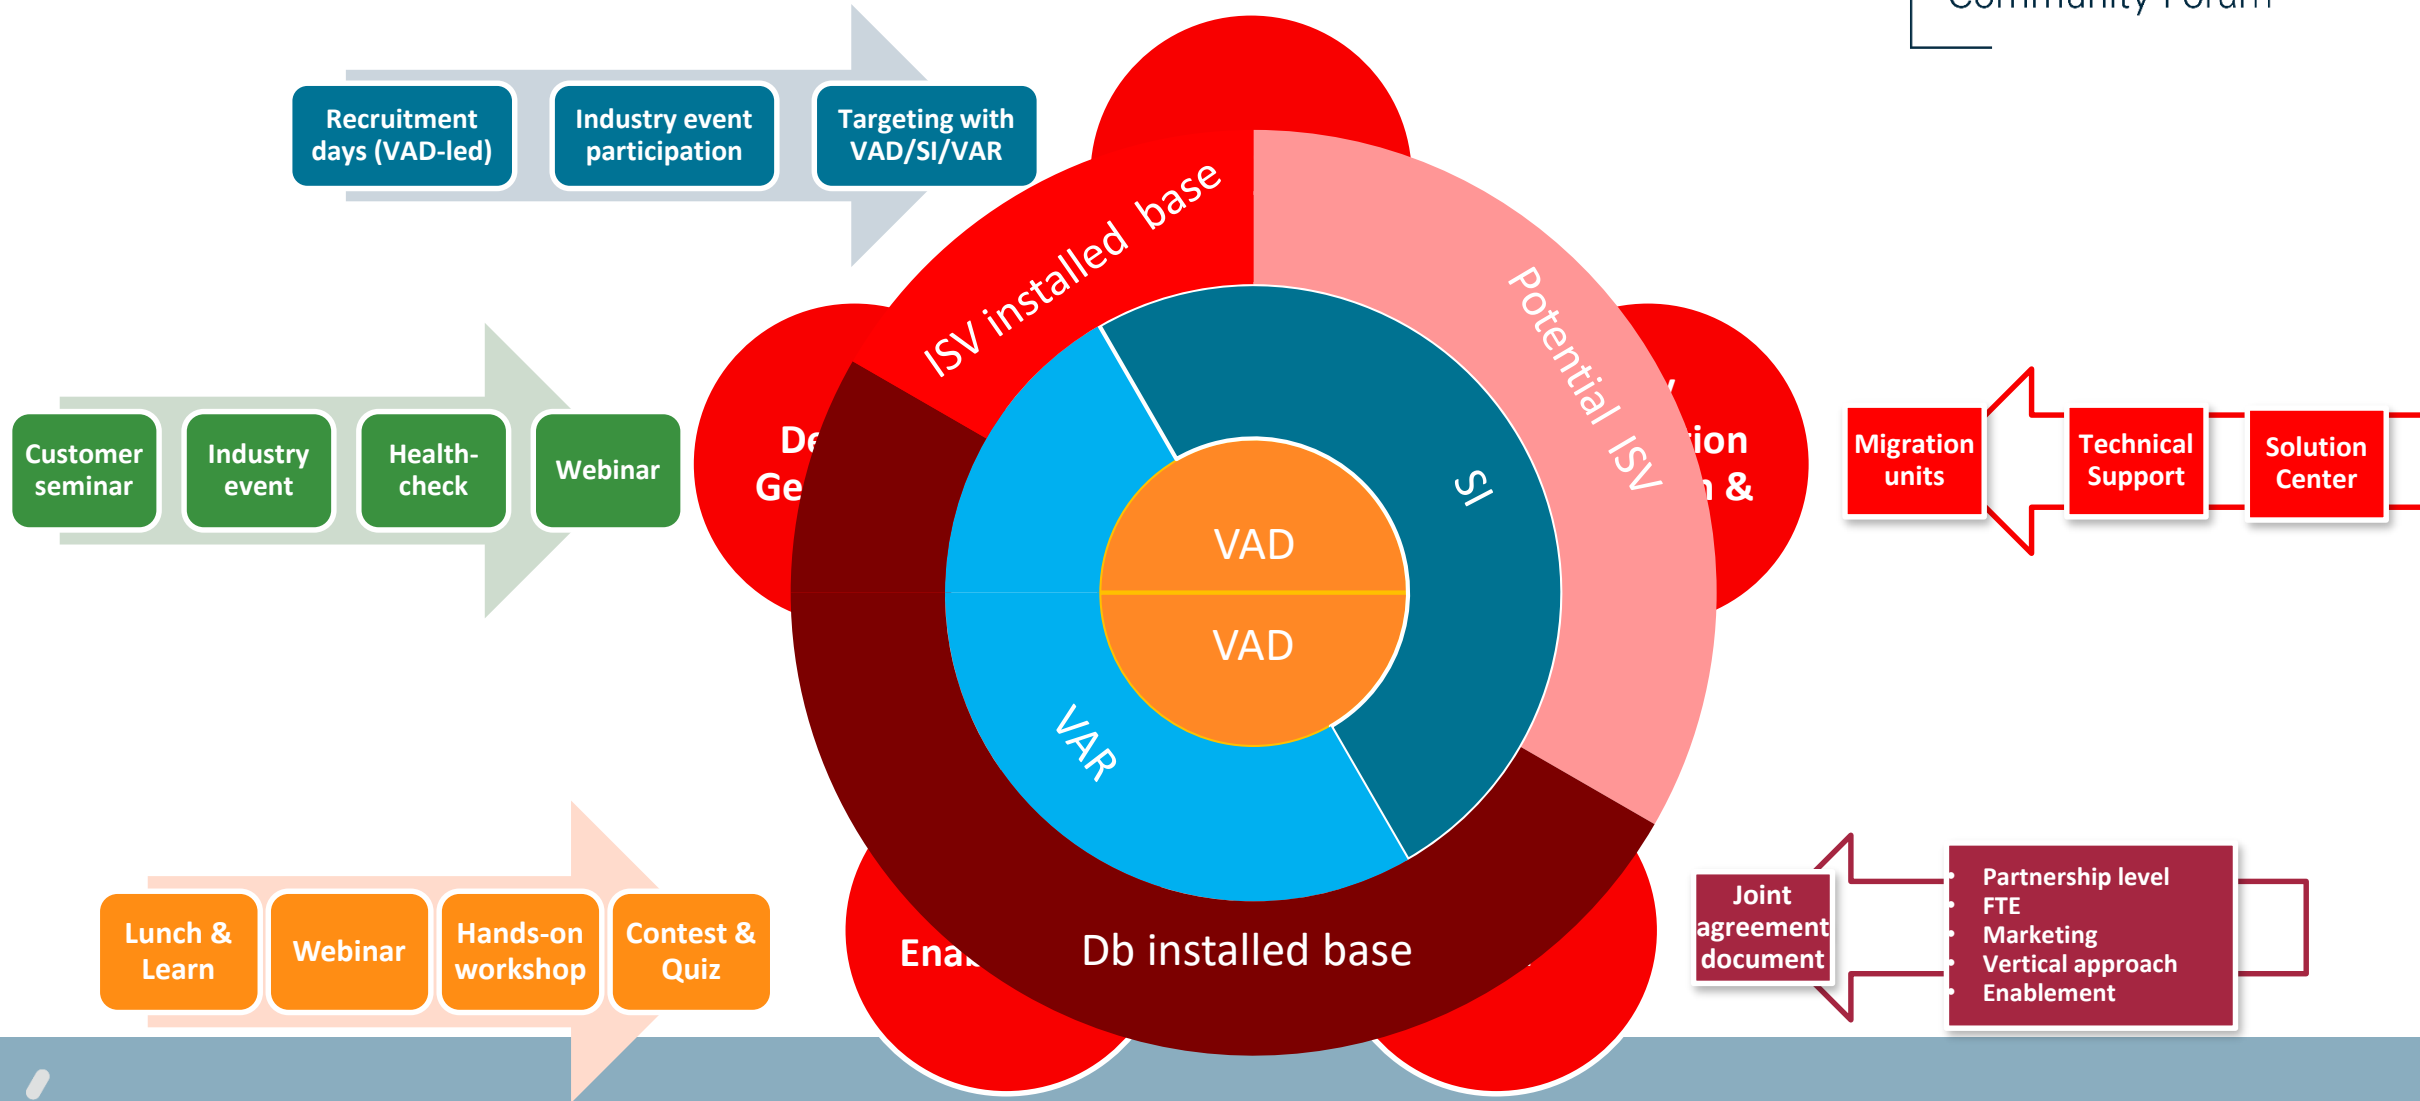 Community Forum
Recruitment
days (VAD-led)
Industry event
participation
Targeting with
VAD/SI/VAR
ISV installed base
Potential ISV
Customer
seminar
Industry
event
Health-
check
Webinar
&
SI
VAD
VAD
VAR
Migration
units
Technical
Support
Solution
Center
Lunch &
Learn
Webinar
Hands-on
workshop
Contest &
Quiz
Db installed base
Joint
agreement
document
• Partnership level
• FTE
• Marketing
• Vertical approach
• Enablement